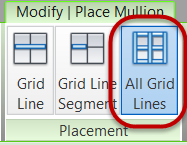 Modify | Place Mullion
Grid Line
Grid Line Segment
All Grid Lines
Placement